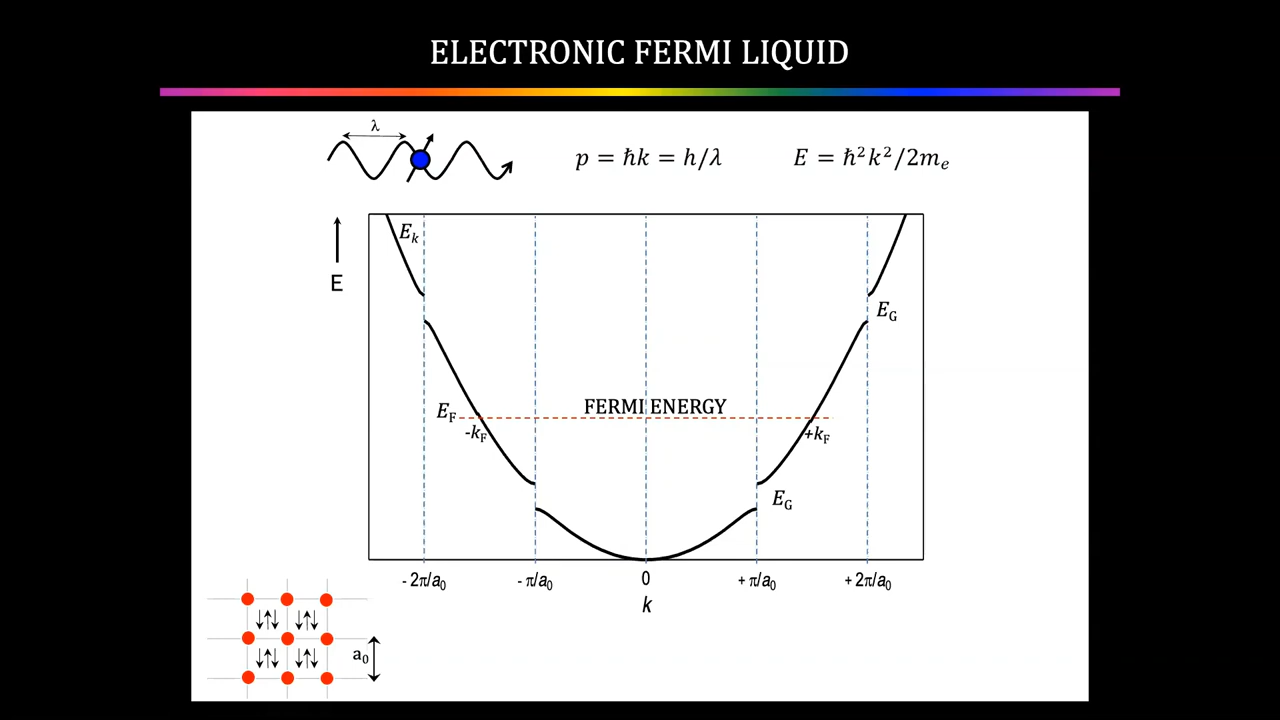 ELECTRONIC FERMI LIQUID
λ
p = ℏk = h/λ
E = ℏ²k²/2mₑ
E
Eₖ
E_G
FERMI ENERGY
E_F
-k_F
+k_F
E_G
- 2π/a₀
- π/a₀
0
+ π/a₀
+ 2π/a₀
k
a₀